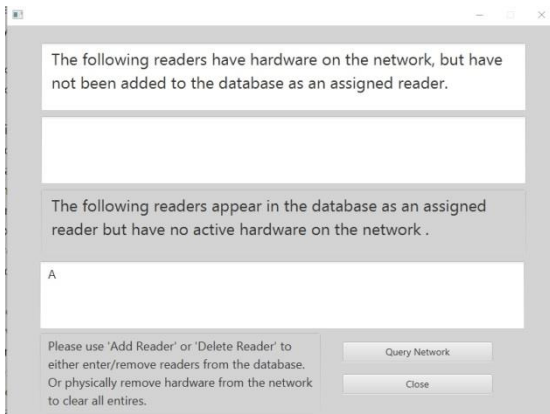 The following readers have hardware on the network, but have
not been added to the database as an assigned reader.
The following readers appear in the database as an assigned
reader but have no active hardware on the network .
A
Please use 'Add Reader' or 'Delete Reader' to
either enter/remove readers from the database.
Or physically remove hardware from the network
to clear all entires.
Query Network
Close